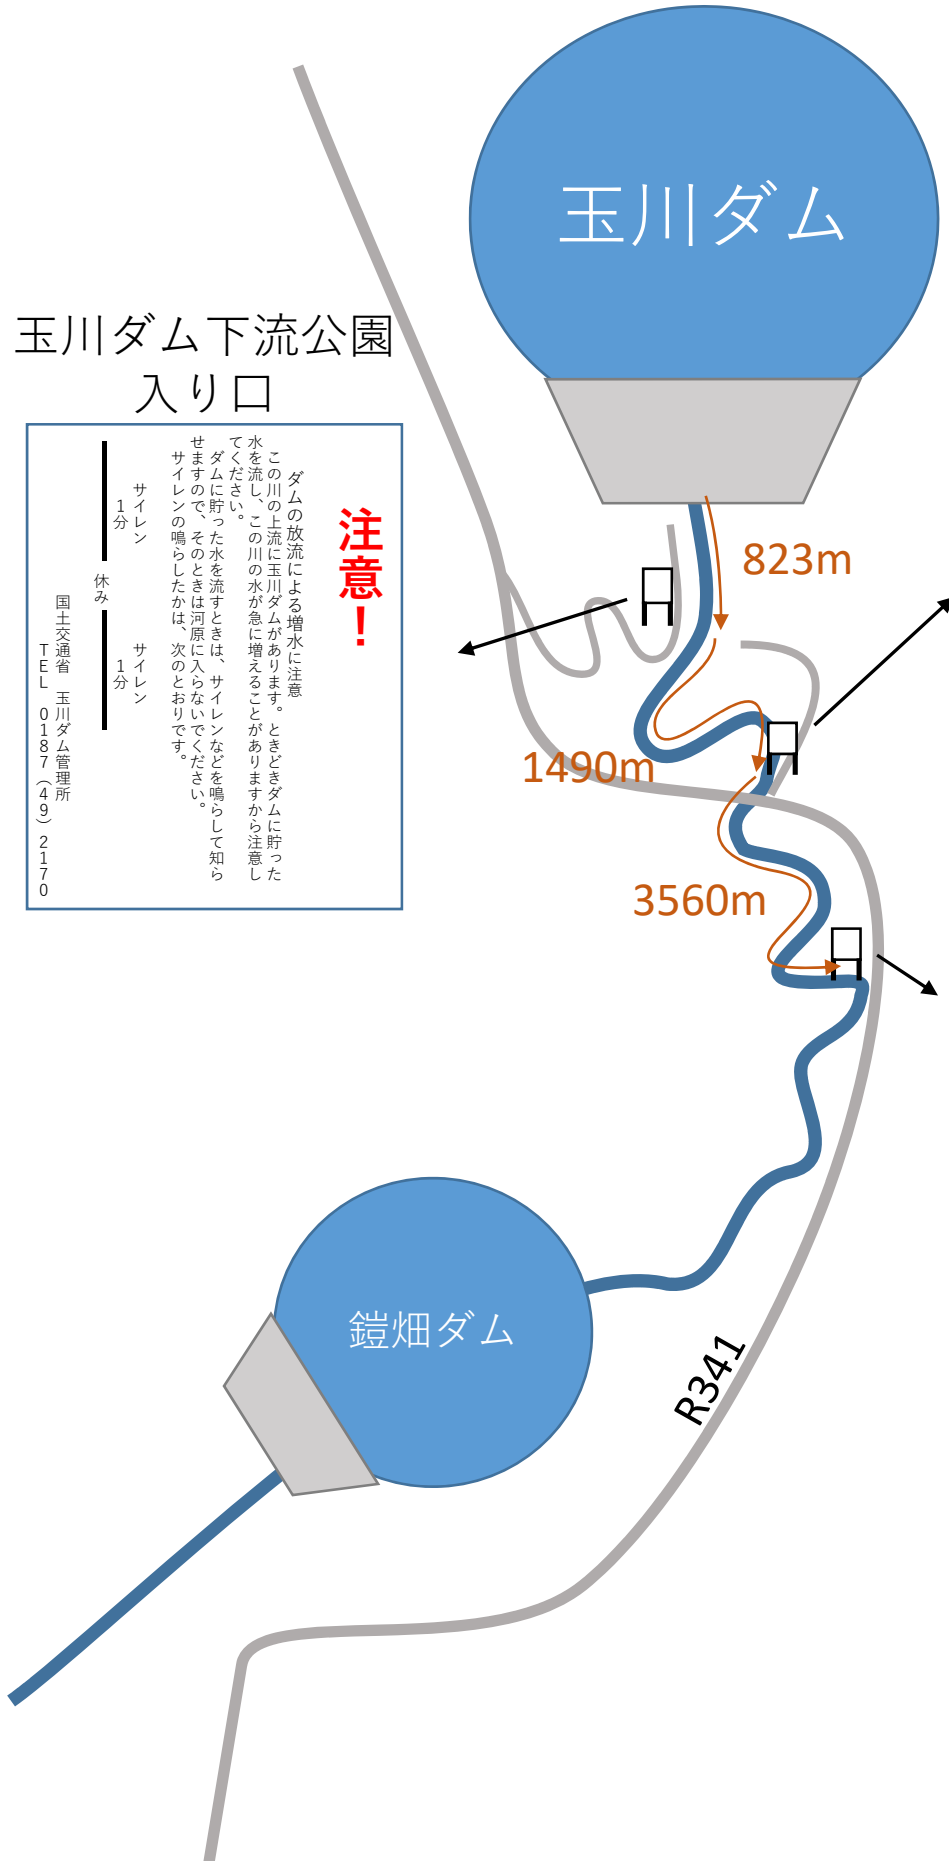 玉川ダム
玉川ダム下流公園
入り口
注意！
ダムの放流による増水に注意
この川の上流に玉川ダムがあります。ときどきダムに貯った
水を流し、この川の水が急に増えることがありますから注意し
てください。
ダムに貯った水を流すときは、サイレンなどを鳴らして知ら
せますので、そのときは河原に入らないでください。
サイレンの鳴らしたかは、次のとおりです。
サイレン
1分
休み
サイレン
1分
国土交通省　玉川ダム管理所
TEL　0187（49）2170
823m
1490m
3560m
鎧畑ダム
R341